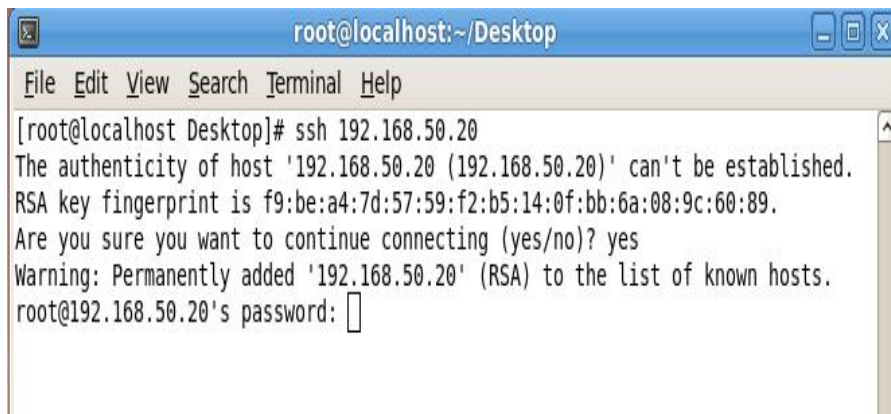 root@localhost:~/Desktop
File Edit View Search Terminal Help
[root@localhost Desktop]# ssh 192.168.50.20
The authenticity of host '192.168.50.20 (192.168.50.20)' can't be established.
RSA key fingerprint is f9:be:a4:7d:57:59:f2:b5:14:0f:bb:6a:08:9c:60:89.
Are you sure you want to continue connecting (yes/no)? yes
Warning: Permanently added '192.168.50.20' (RSA) to the list of known hosts.
root@192.168.50.20's password: